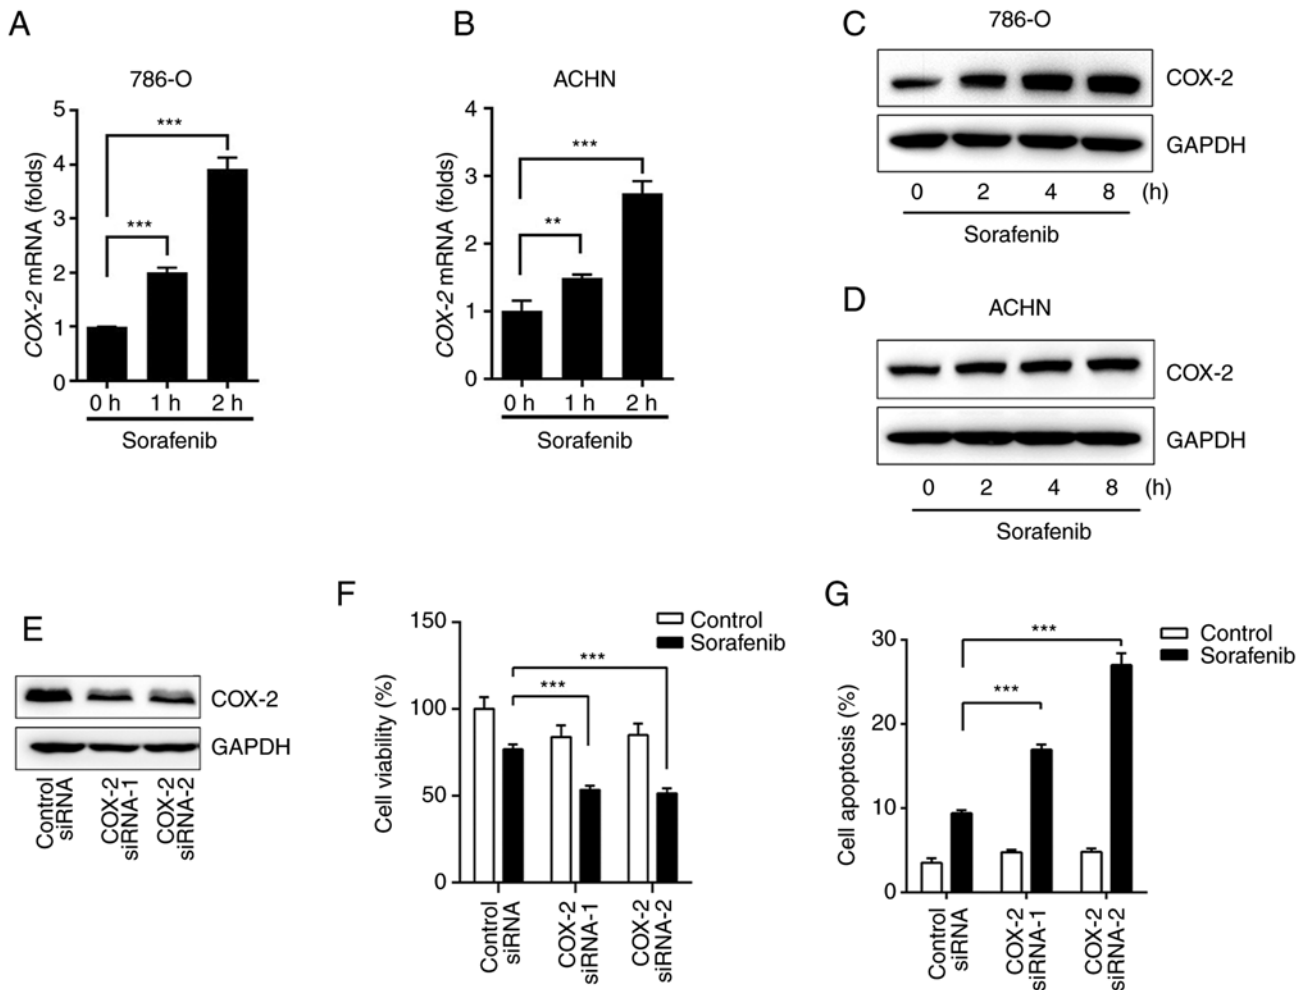 A
786-O
COX-2 mRNA (folds)
5
4
3
2
1
0
***
***
0 h 1 h 2 h
Sorafenib
B
ACHN
COX-2 mRNA (folds)
4
3
2
1
0
***
**
0 h 1 h 2 h
Sorafenib
C
786-O
COX-2
GAPDH
0 2 4 8 (h)
Sorafenib
D
ACHN
COX-2
GAPDH
0 2 4 8 (h)
Sorafenib
E
COX-2
GAPDH
Control
siRNA
COX-2
siRNA-1
COX-2
siRNA-2
F
Cell viability (%)
150
100
50
0
Control
Sorafenib
***
***
Control
siRNA
COX-2
siRNA-1
COX-2
siRNA-2
G
Cell apoptosis (%)
30
20
10
0
Control
Sorafenib
***
***
Control
siRNA
COX-2
siRNA-1
COX-2
siRNA-2